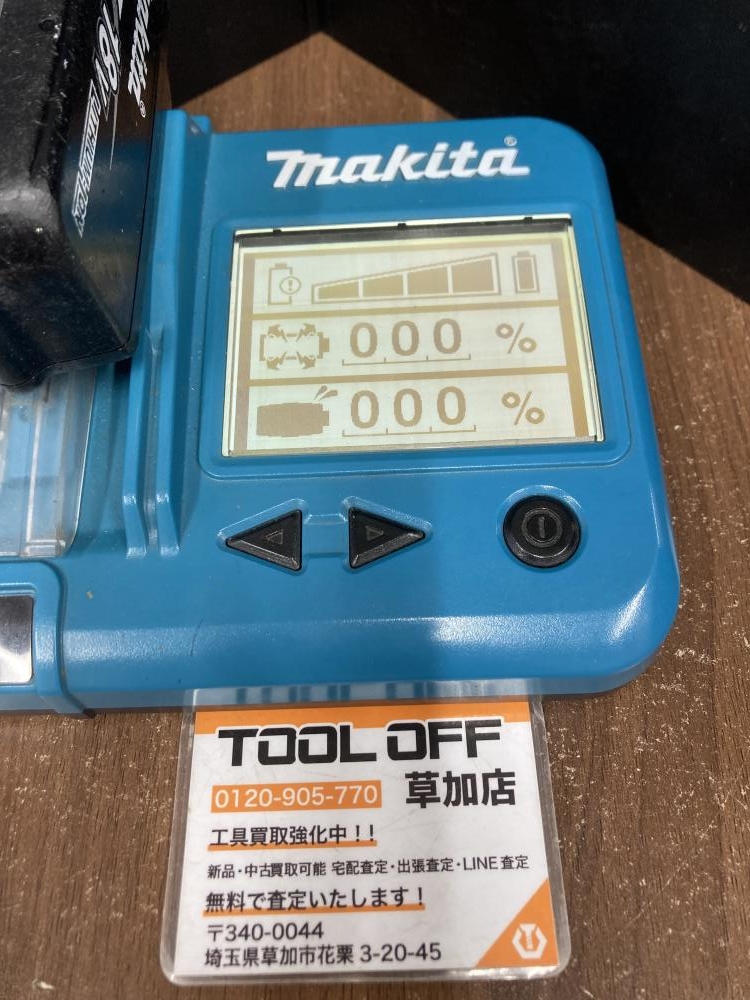 makita
18V
makita®
000 %
000 %
TOOL OFF
0120-905-770 草加店
工具買取強化中!!
新品・中古買取可能 宅配査定・出張査定・LINE査定
無料で査定いたします!
〒340-0044
埼玉県草加市花栗 3-20-45